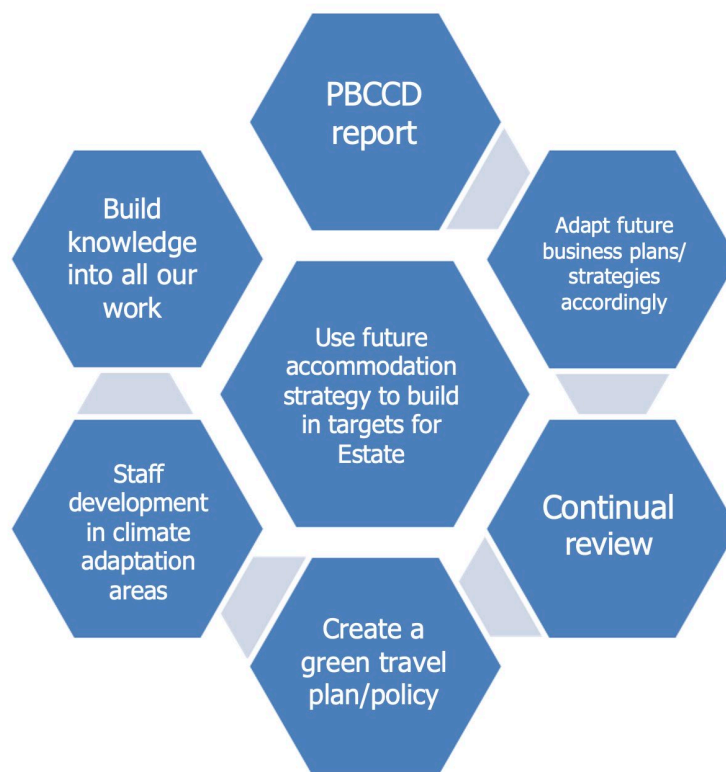 PBCCD
report
Adapt future
business plans/
strategies
accordingly
Continual
review
Create a
green travel
plan/policy
Staff
development
in climate
adaptation
areas
Build
knowledge
into all our
work
Use future
accommodation
strategy to build
in targets for
Estate